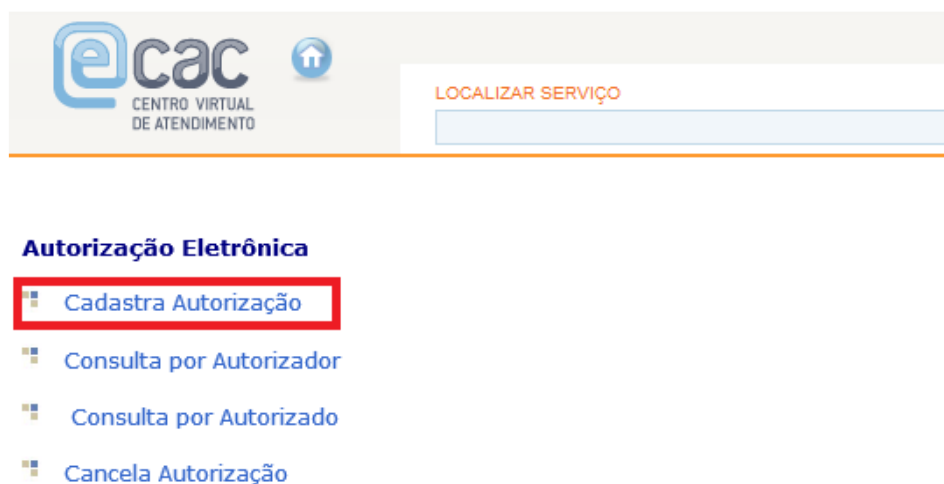 ecac
CENTRO VIRTUAL
DE ATENDIMENTO
LOCALIZAR SERVIÇO
Autorização Eletrônica
Cadastra Autorização
Consulta por Autorizador
Consulta por Autorizado
Cancela Autorização